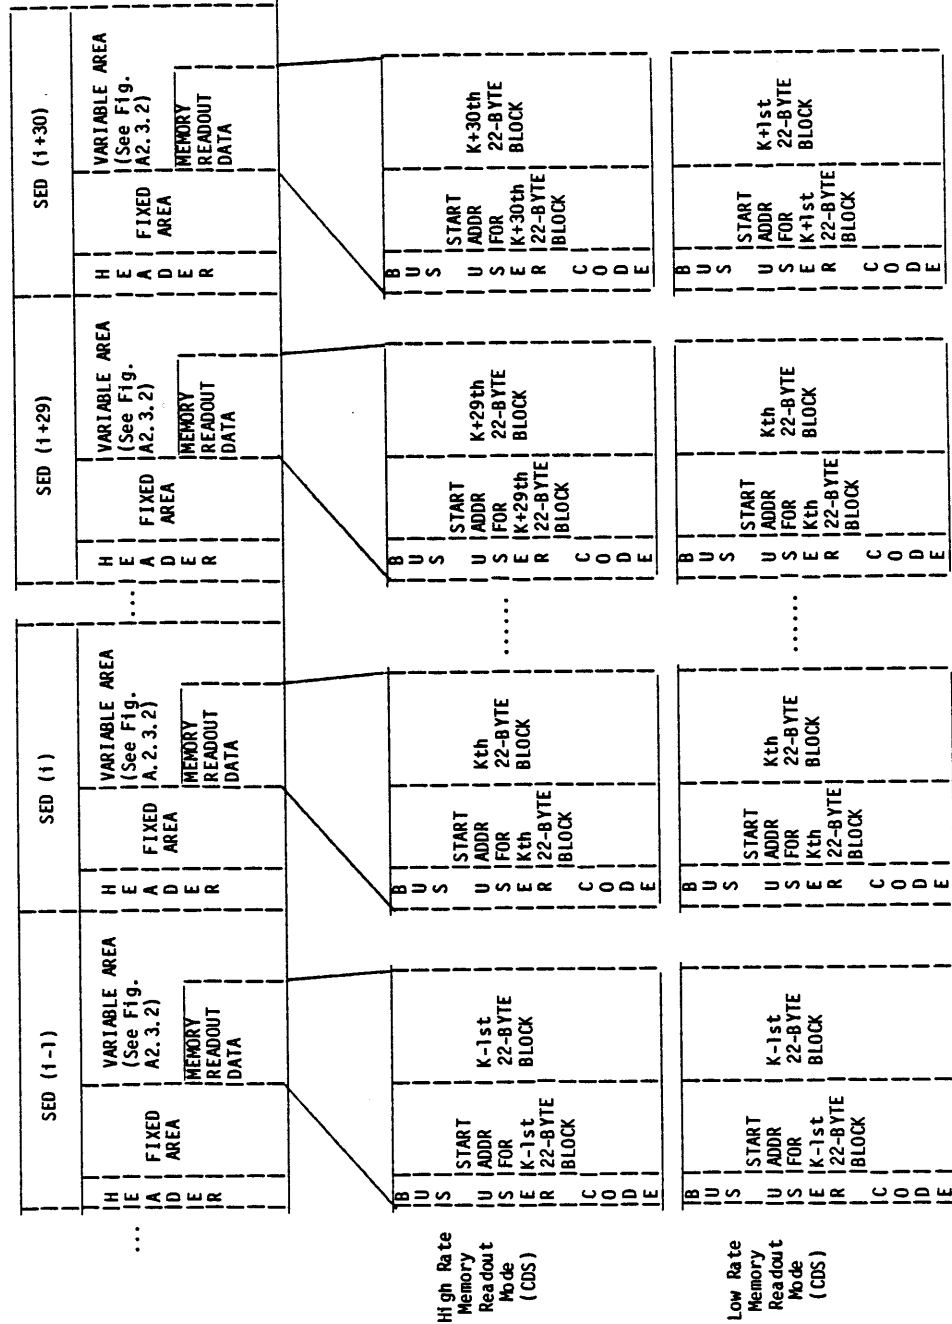 SED (i-1)
SED (i)
SED (i+29)
SED (i+30)
...
HEADER
FIXED
AREA
VARIABLE AREA
(See Fig.
A2.3.2)
MEMORY
READOUT
DATA
HEADER
FIXED
AREA
VARIABLE AREA
(See Fig.
A.2.3.2)
MEMORY
READOUT
DATA
...
HEADER
FIXED
AREA
VARIABLE AREA
(See Fig.
A2.3.2)
MEMORY
READOUT
DATA
HEADER
FIXED
AREA
VARIABLE AREA
(See Fig.
A2.3.2)
MEMORY
READOUT
DATA
High Rate
Memory
Readout
Mode
(CDS)
BUS USER CODE
START
ADDR
FOR
K-1st
22-BYTE
BLOCK
K-1st
22-BYTE
BLOCK
BUS USER CODE
START
ADDR
FOR
Kth
22-BYTE
BLOCK
Kth
22-BYTE
BLOCK
......
BUS USER CODE
START
ADDR
FOR
K+29th
22-BYTE
BLOCK
K+29th
22-BYTE
BLOCK
BUS USER CODE
START
ADDR
FOR
K+30th
22-BYTE
BLOCK
K+30th
22-BYTE
BLOCK
Low Rate
Memory
Readout
Mode
(CDS)
BUS USER CODE
START
ADDR
FOR
K-1st
22-BYTE
BLOCK
K-1st
22-BYTE
BLOCK
BUS USER CODE
START
ADDR
FOR
Kth
22-BYTE
BLOCK
Kth
22-BYTE
BLOCK
......
BUS USER CODE
START
ADDR
FOR
Kth
22-BYTE
BLOCK
Kth
22-BYTE
BLOCK
BUS USER CODE
START
ADDR
FOR
K+1st
22-BYTE
BLOCK
K+1st
22-BYTE
BLOCK